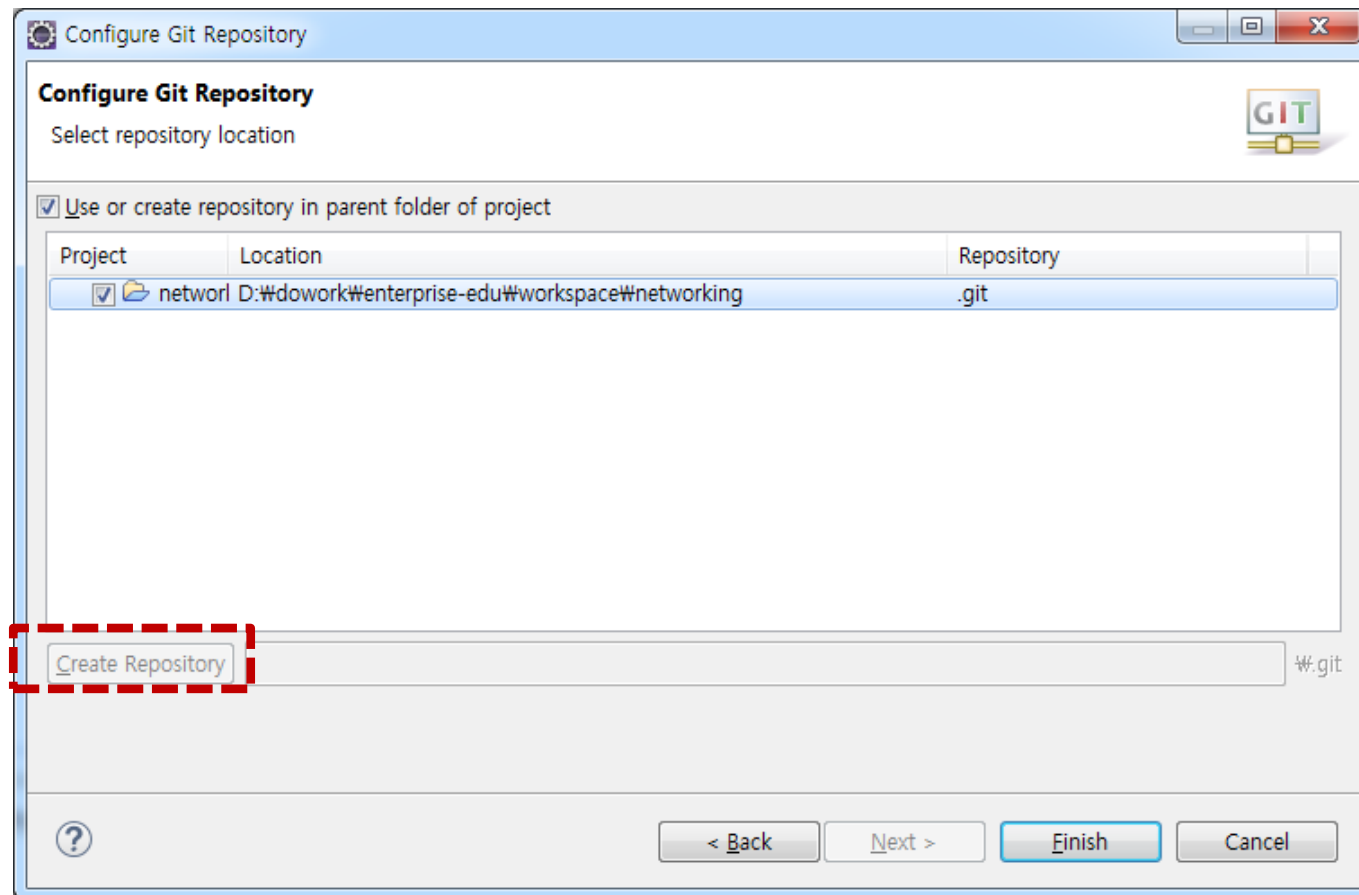 Configure Git Repository
Configure Git Repository
Select repository location
GIT
Use or create repository in parent folder of project
Project Location Repository
networl D:₩dowork₩enterprise-edu₩workspace₩networking .git
Create Repository ₩.git
? < Back Next > Finish Cancel